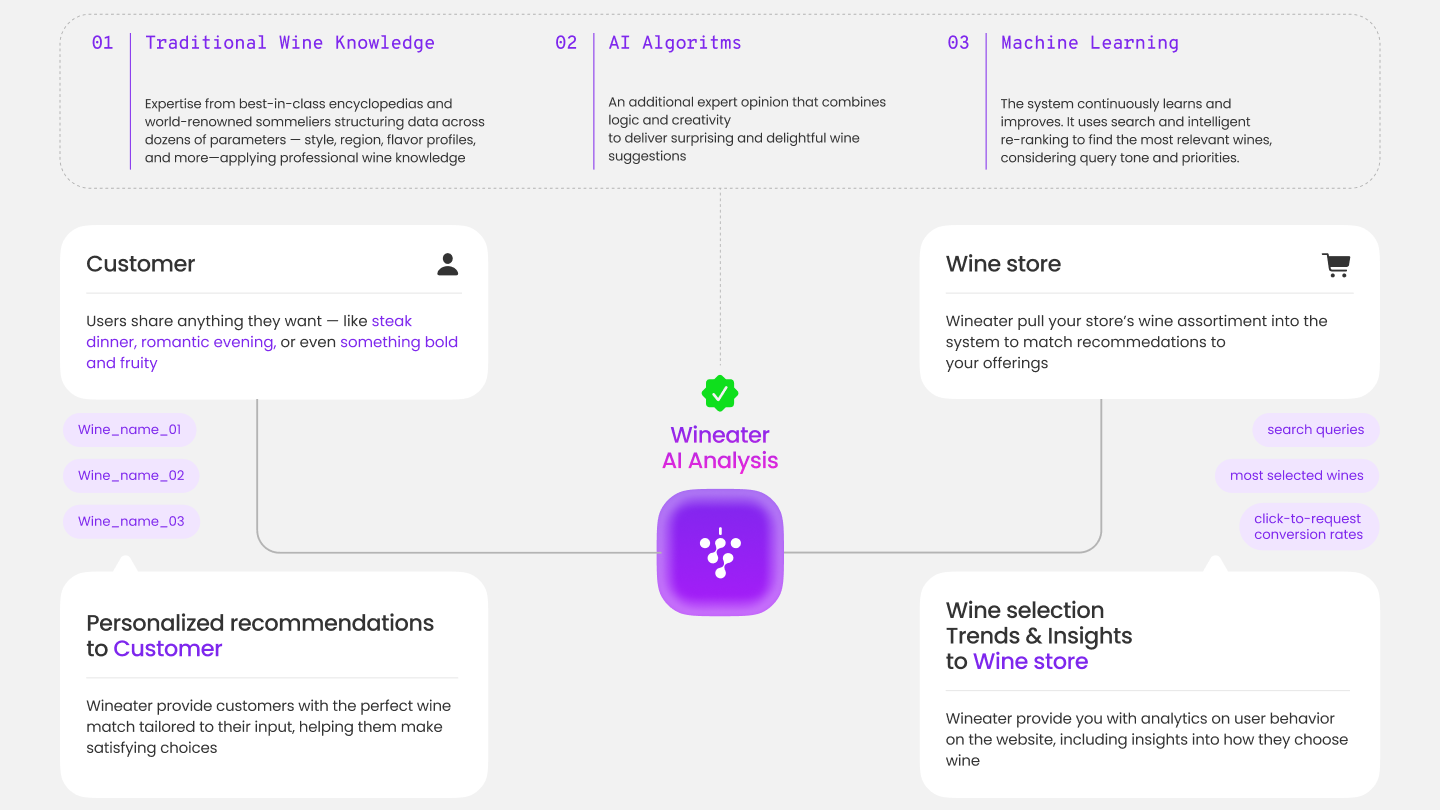 01
Traditional Wine Knowledge
Expertise from best-in-class encyclopedias and
world-renowned sommeliers structuring data across
dozens of parameters — style, region, flavor profiles,
and more—applying professional wine knowledge
02
AI Algoritms
An additional expert opinion that combines
logic and creativity
to deliver surprising and delightful wine
suggestions
03
Machine Learning
The system continuously learns and
improves. It uses search and intelligent
re-ranking to find the most relevant wines,
considering query tone and priorities.
Customer
Users share anything they want — like steak
dinner, romantic evening, or even something bold
and fruity
Wine store
Wineater pull your store’s wine assortiment into the
system to match recommedations to
your offerings
Wine_name_01
Wine_name_02
Wine_name_03
Wineater
AI Analysis
search queries
most selected wines
click-to-request
conversion rates
Personalized recommendations
to Customer
Wineater provide customers with the perfect wine
match tailored to their input, helping them make
satisfying choices
Wine selection
Trends & Insights
to Wine store
Wineater provide you with analytics on user behavior
on the website, including insights into how they choose
wine